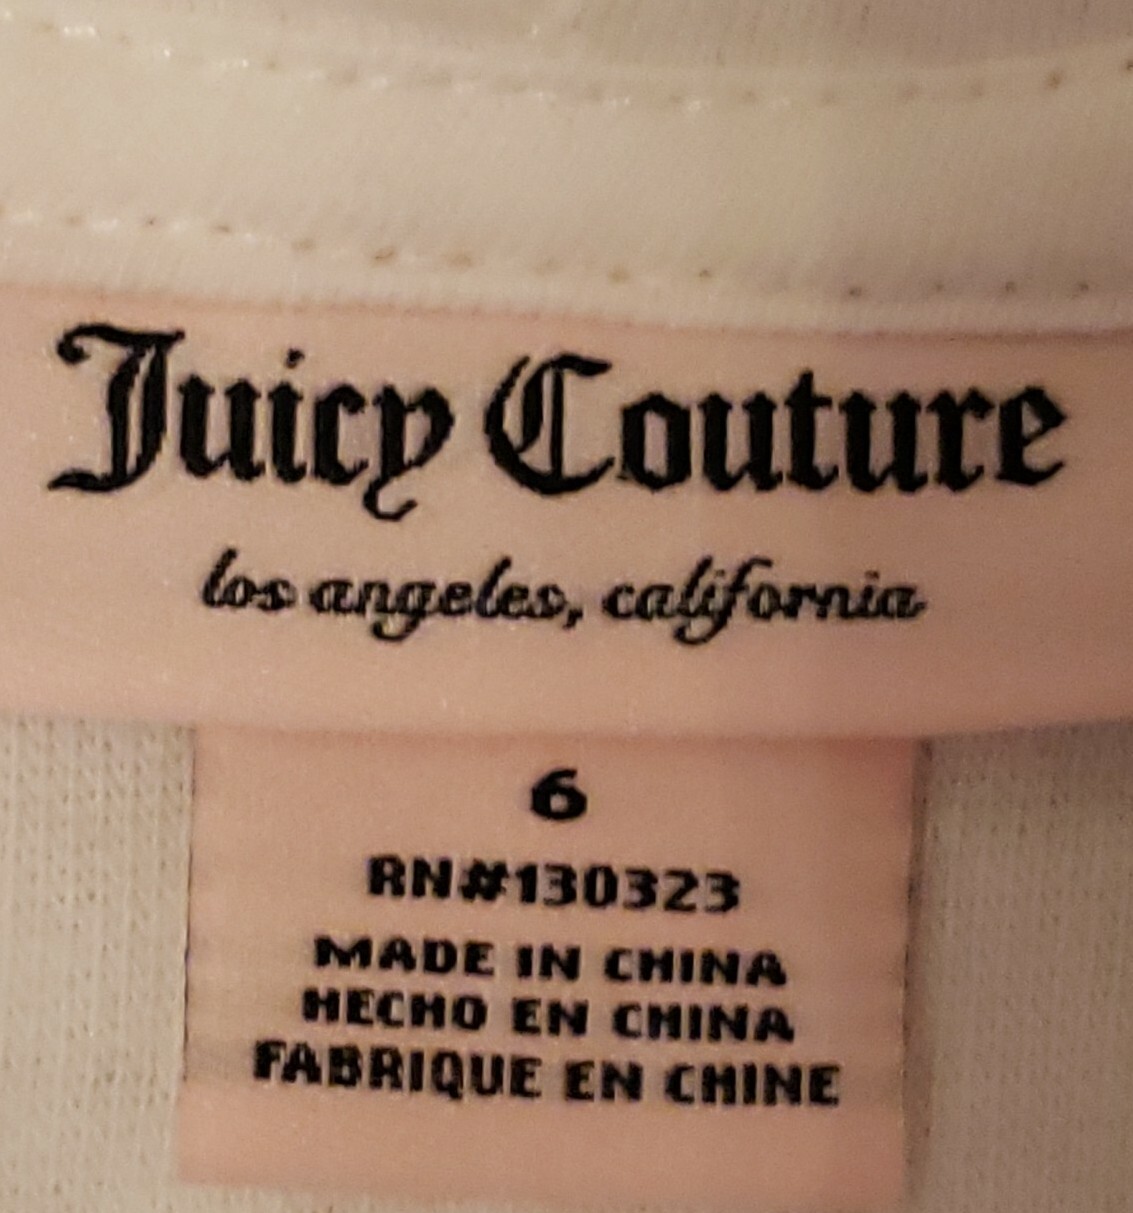 Juicy Couture
los angeles, california
6
RN#130323
MADE IN CHINA
HECHO EN CHINA
FABRIQUE EN CHINE